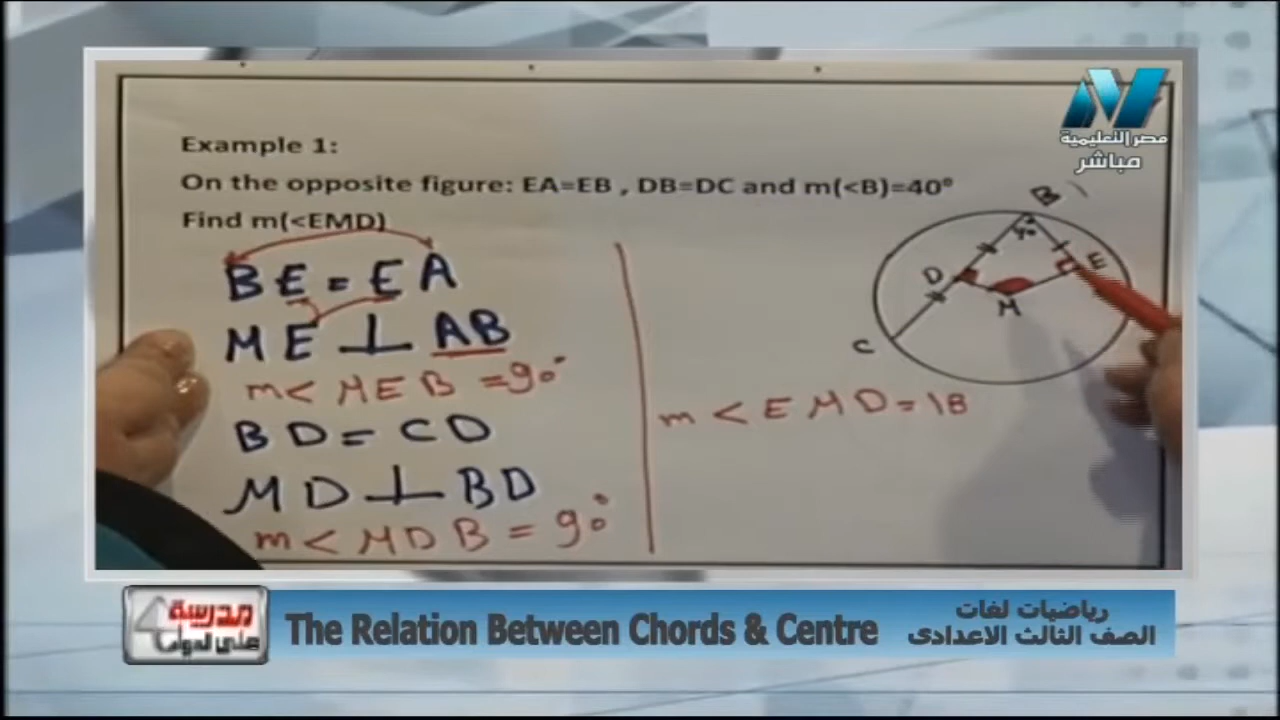 مصر التعليمية
مباشر
Example 1:
On the opposite figure: EA=EB , DB=DC and m(<B)=40°
Find m(<EMD)
BE = EA
ME ⊥ AB
m< MEB = 90°
BD = CD
MD ⊥ BD
m< MDB = 90°
B
40
D
E
M
C
m < EMD = 18
مدرسة
على الهواء
The Relation Between Chords & Centre
رياضيات لغات
الصف الثالث الاعدادى